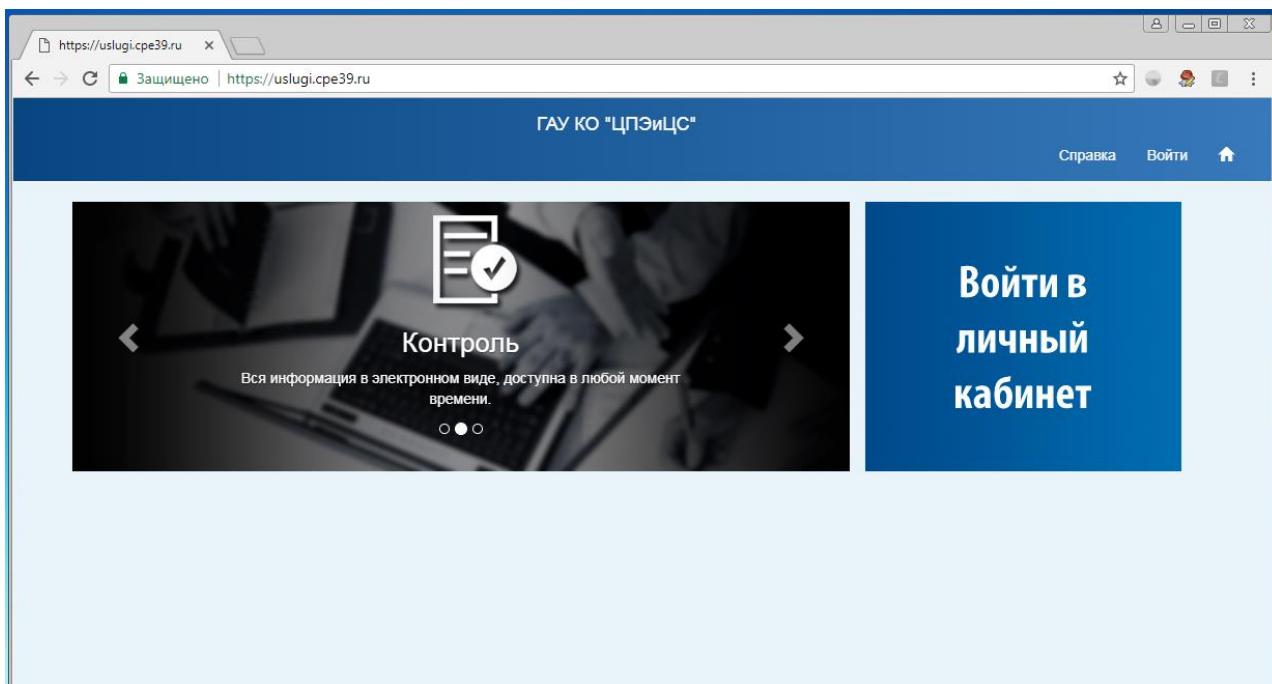 https://uslugi.cpe39.ru
Защищено | https://uslugi.cpe39.ru
ГАУ КО "ЦПЭиЦС"
Справка Войти
Контроль
Вся информация в электронном виде, доступна в любой момент
времени.
Войти в
личный
кабинет